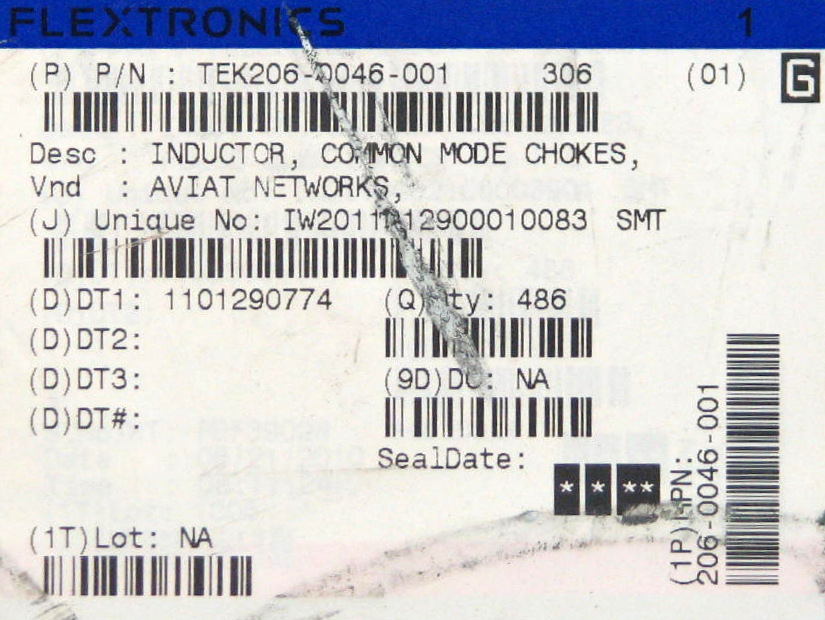 FLEXTRONICS 1
(P) P/N : TEK206-0046-001 306 (01) G
Desc : INDUCTOR, COMMON MODE CHOKES,
Vnd : AVIAT NETWORKS,
(J) Unique No: IW2011012900010083 SMT
(D)DT1: 1101290774 (Q) Qty: 486
(D)DT2:
(D)DT3: (9D)DC: NA
(D)DT#:
SealDate:
* * **
(1T)Lot: NA
(1P)MPN:
206-0046-001